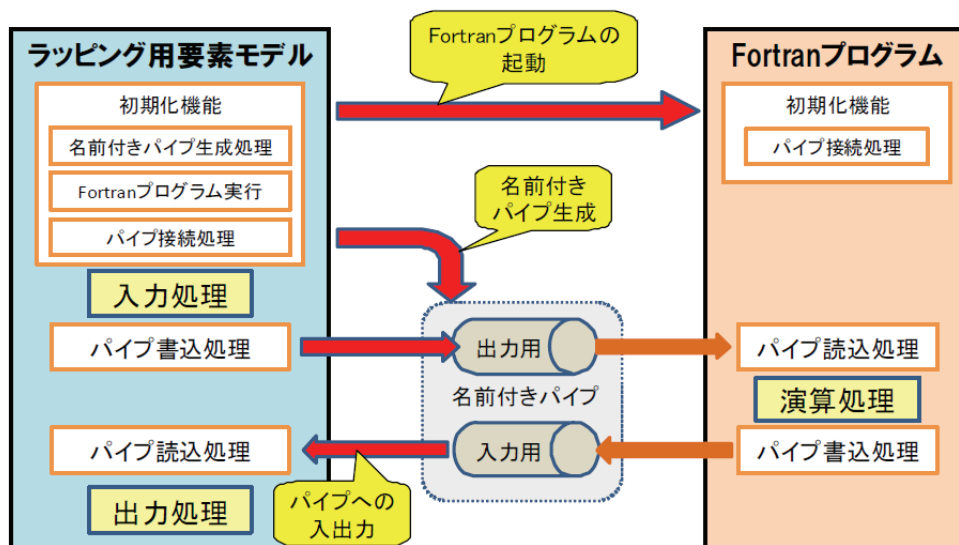 ラッピング用要素モデル
初期化機能
名前付きパイプ生成処理
Fortranプログラム実行
パイプ接続処理
入力処理
パイプ書込処理
パイプ読込処理
出力処理
Fortranプログラムの
起動
名前付き
パイプ生成
出力用
名前付きパイプ
入力用
パイプへの
入出力
Fortranプログラム
初期化機能
パイプ接続処理
パイプ読込処理
演算処理
パイプ書込処理